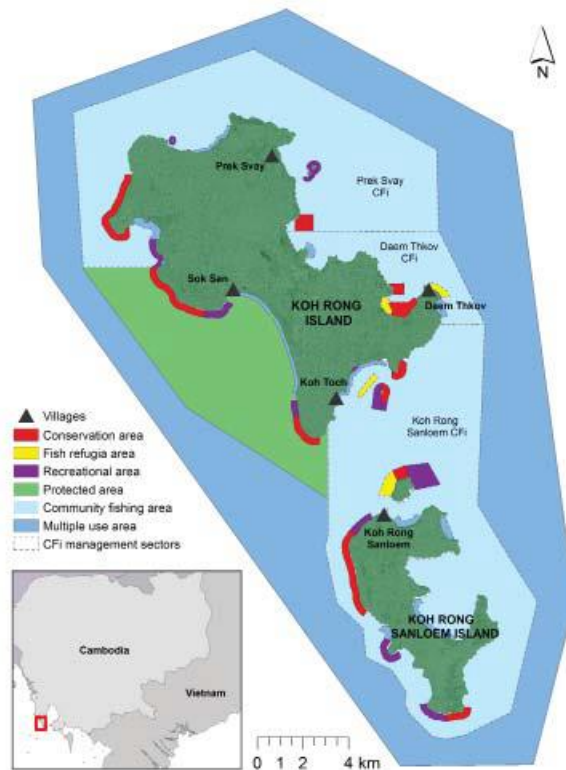 N
Prek Svay
Prek Svay
CFi
Daem Thkov
CFi
Sok San
KOH RONG
ISLAND
Daem Thkov
Koh Toch
Koh Rong
Sanloem CFi
Villages
Conservation area
Fish refugia area
Recreational area
Protected area
Community fishing area
Multiple use area
CFi management sectors
Koh Rong
Sanloem
KOH RONG
SANLOEM ISLAND
Cambodia
Vietnam
0 2 4 km